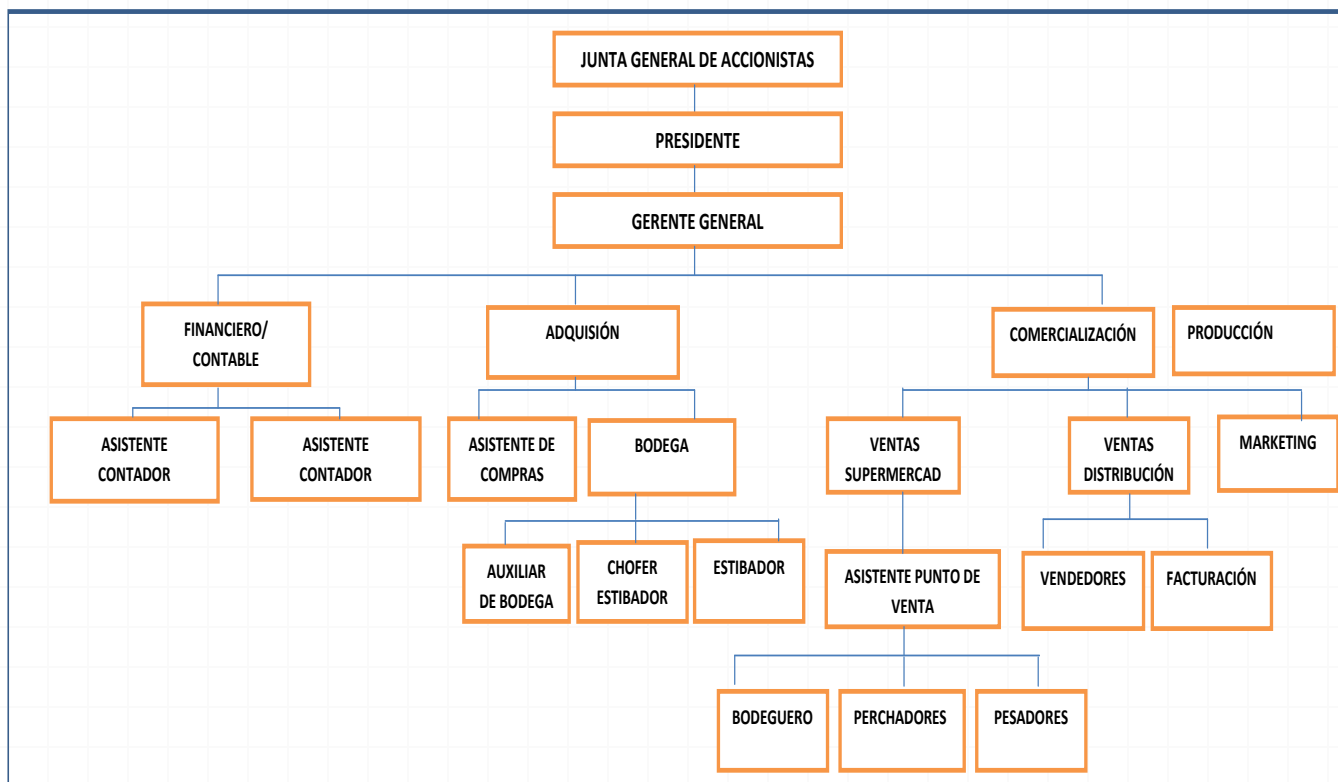 JUNTA GENERAL DE ACCIONISTAS
PRESIDENTE
GERENTE GENERAL
FINANCIERO/
CONTABLE
ADQUISIÓN
COMERCIALIZACIÓN
PRODUCCIÓN
ASISTENTE
CONTADOR
ASISTENTE
CONTADOR
ASISTENTE DE
COMPRAS
BODEGA
VENTAS
SUPERMERCAD
VENTAS
DISTRIBUCIÓN
MARKETING
AUXILIAR
DE BODEGA
CHOFER
ESTIBADOR
ESTIBADOR
ASISTENTE PUNTO DE
VENTA
VENDEDORES
FACTURACIÓN
BODEGUERO
PERCHADORES
PESADORES